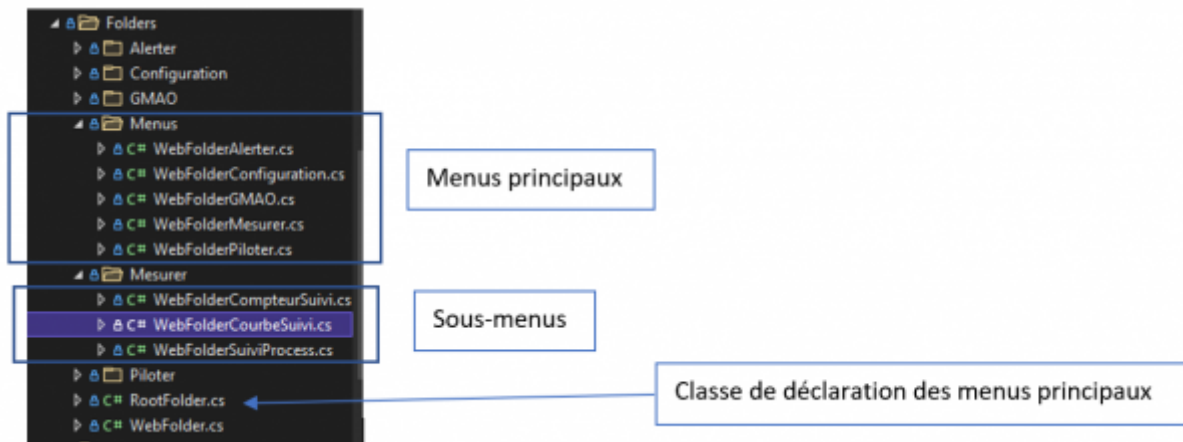 Folders
Alerter
Configuration
GMAO
Menus
C# WebFolderAlerter.cs
C# WebFolderConfiguration.cs
C# WebFolderGMAO.cs
C# WebFolderMesurer.cs
C# WebFolderPiloter.cs
Menus principaux
Mesurer
C# WebFolderCompteurSuivi.cs
C# WebFolderCourbeSuivi.cs
C# WebFolderSuiviProcess.cs
Sous-menus
Piloter
C# RootFolder.cs
C# WebFolder.cs
Classe de déclaration des menus principaux